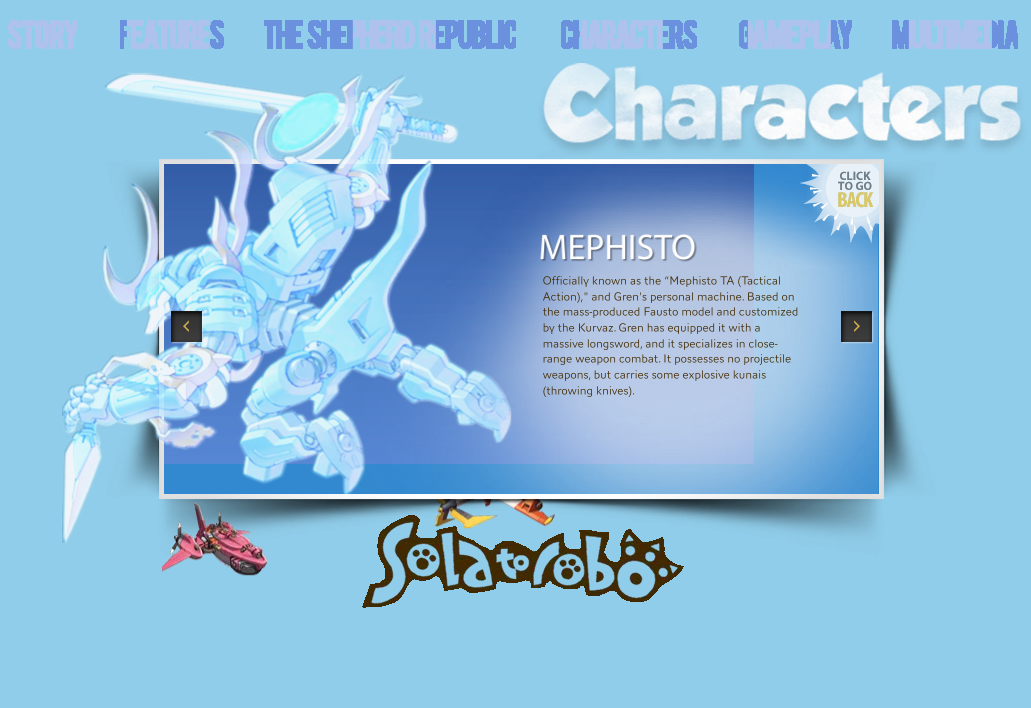 STORY FEATURES THE SHEPHERD REPUBLIC CHARACTERS GAMEPLAY MULTIMEDIA
Characters
CLICK
TO GO
BACK
MEPHISTO
Officially known as the “Mephisto TA (Tactical
Action),” and Gren's personal machine. Based on
the mass-produced Fausto model and customized
by the Kurvaz. Gren has equipped it with a
massive longsword, and it specializes in close-
range weapon combat. It possesses no projectile
weapons, but carries some explosive kunais
(throwing knives).
Solatorobo